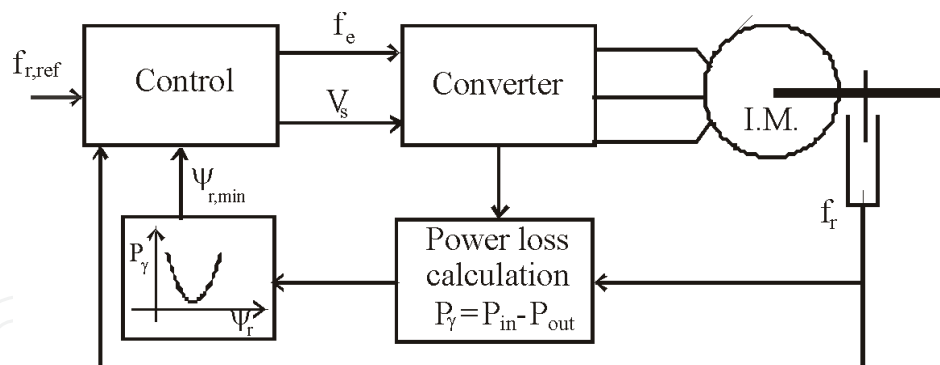 f_r,ref
Control
f_e
V_s
Converter
I.M.
f_r
ψ_r,min
P_γ
ψ_r
Power loss
calculation
P_γ=P_in-P_out